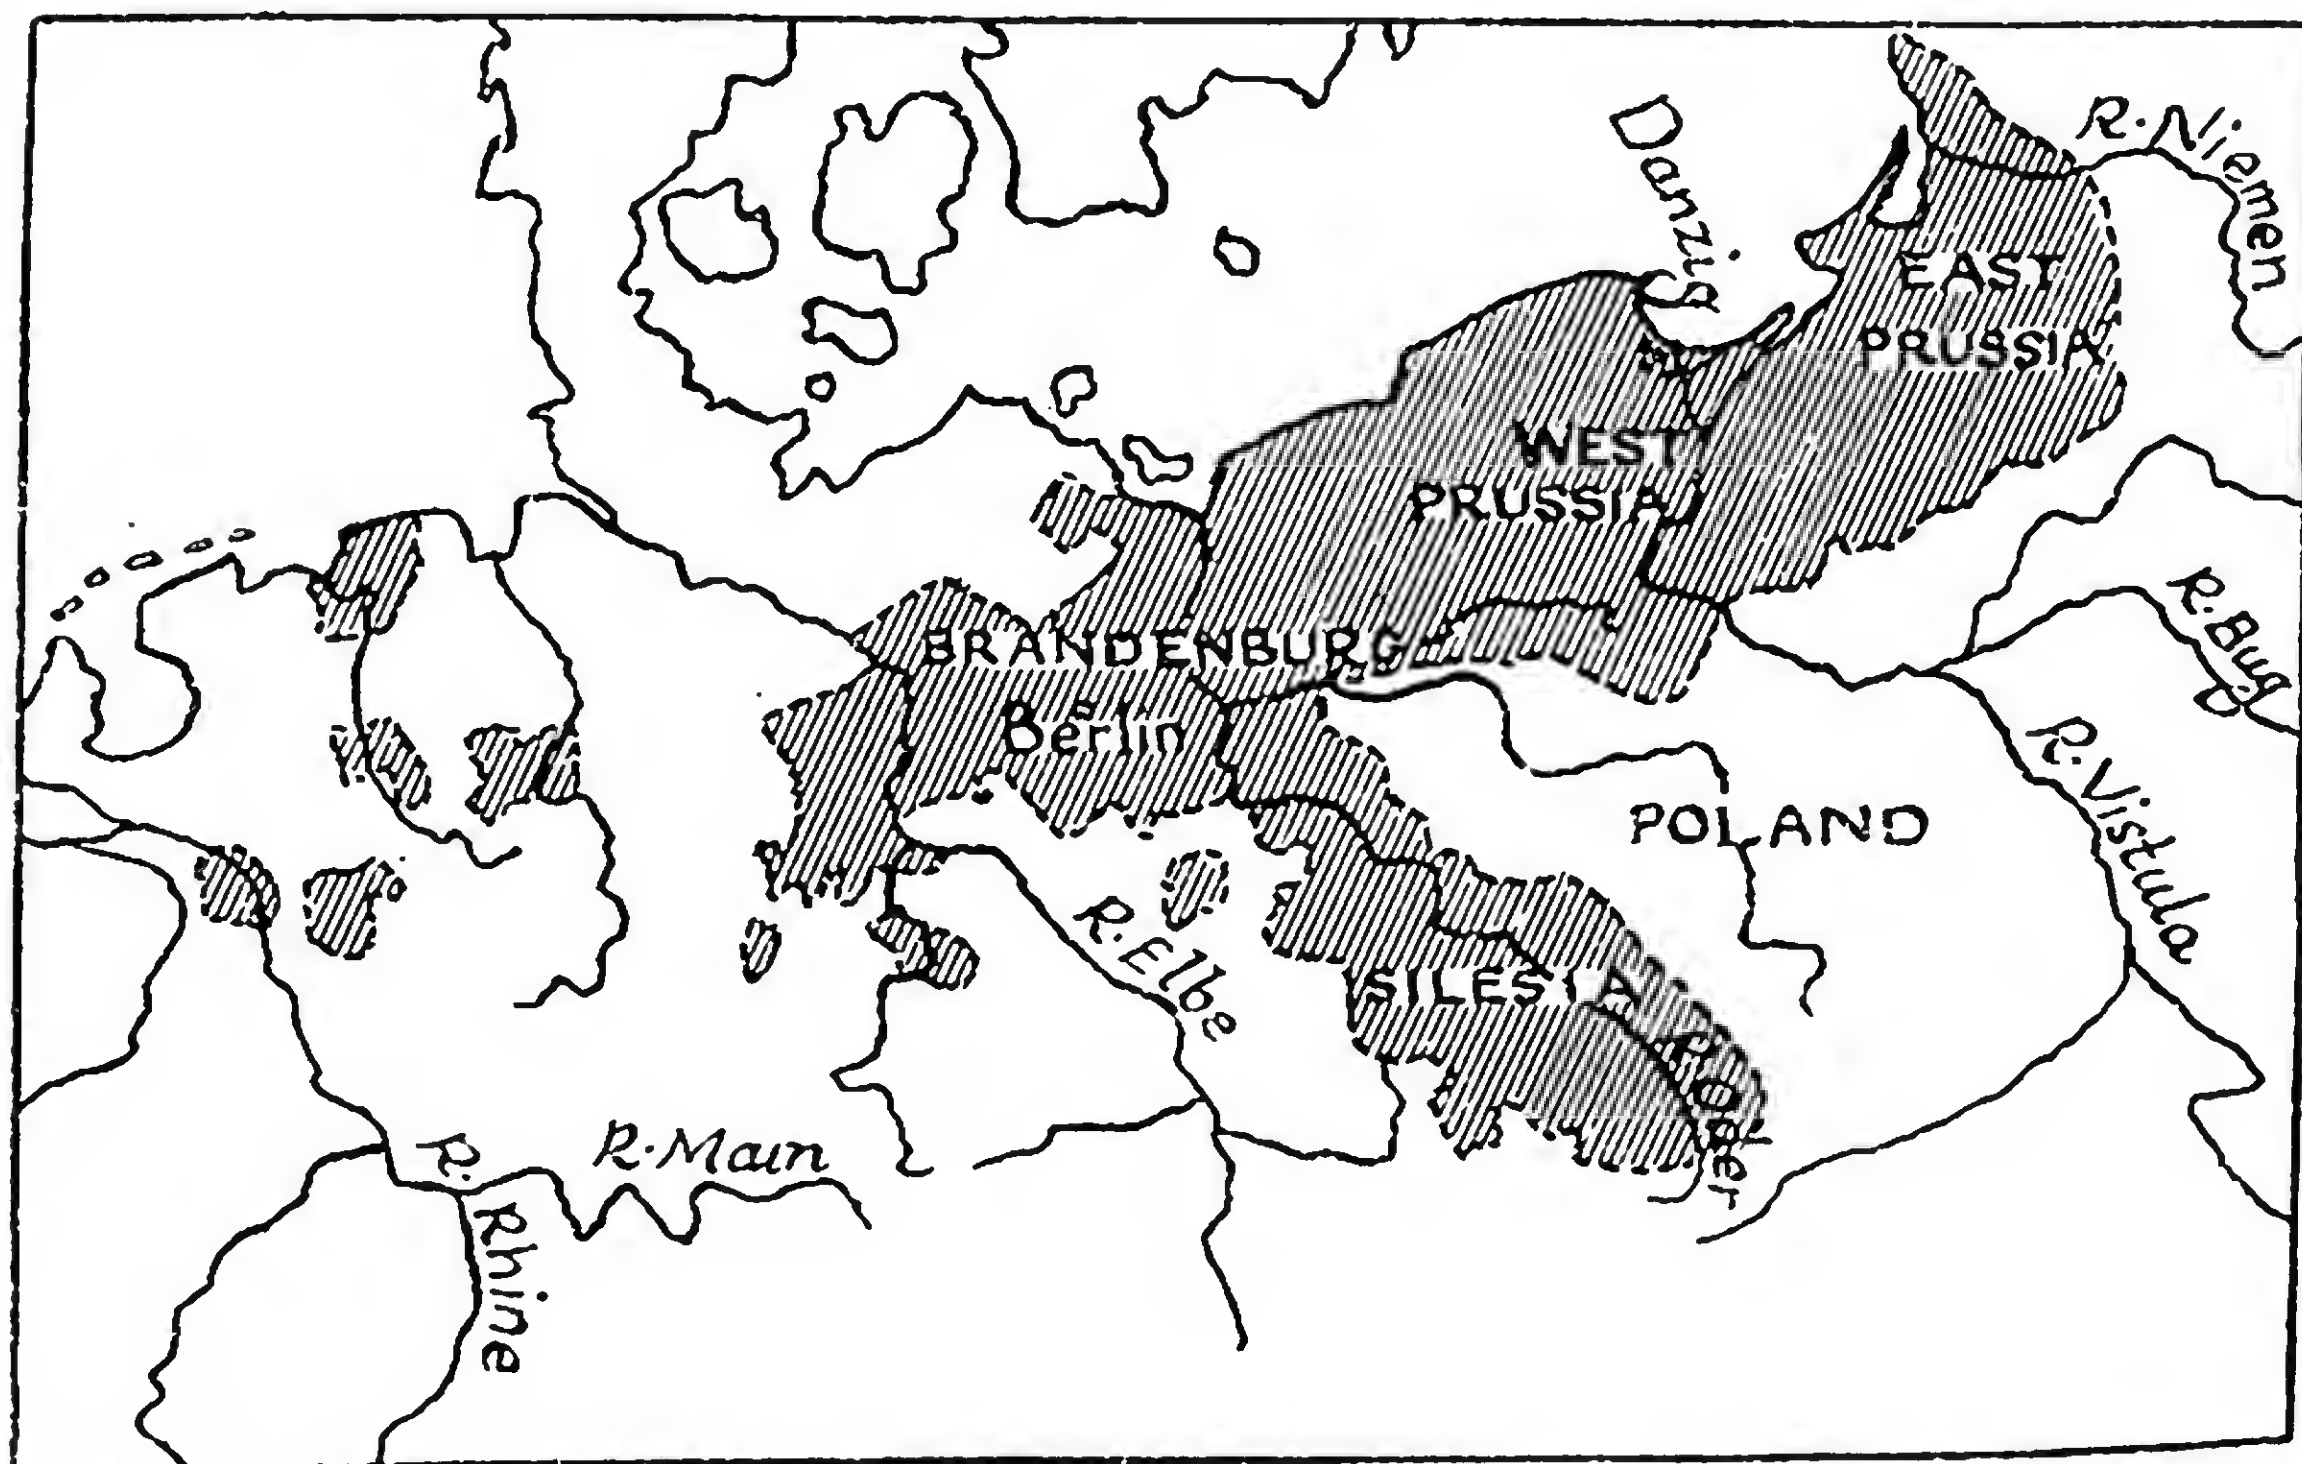 R. Niemen
Danzig
EAST
PRUSSIA
WEST
PRUSSIA
R. Bug
BRANDENBURG
Berlin
R. Vistula
POLAND
R. Elbe
SILESIA
R. Oder
R. Main
R. Rhine